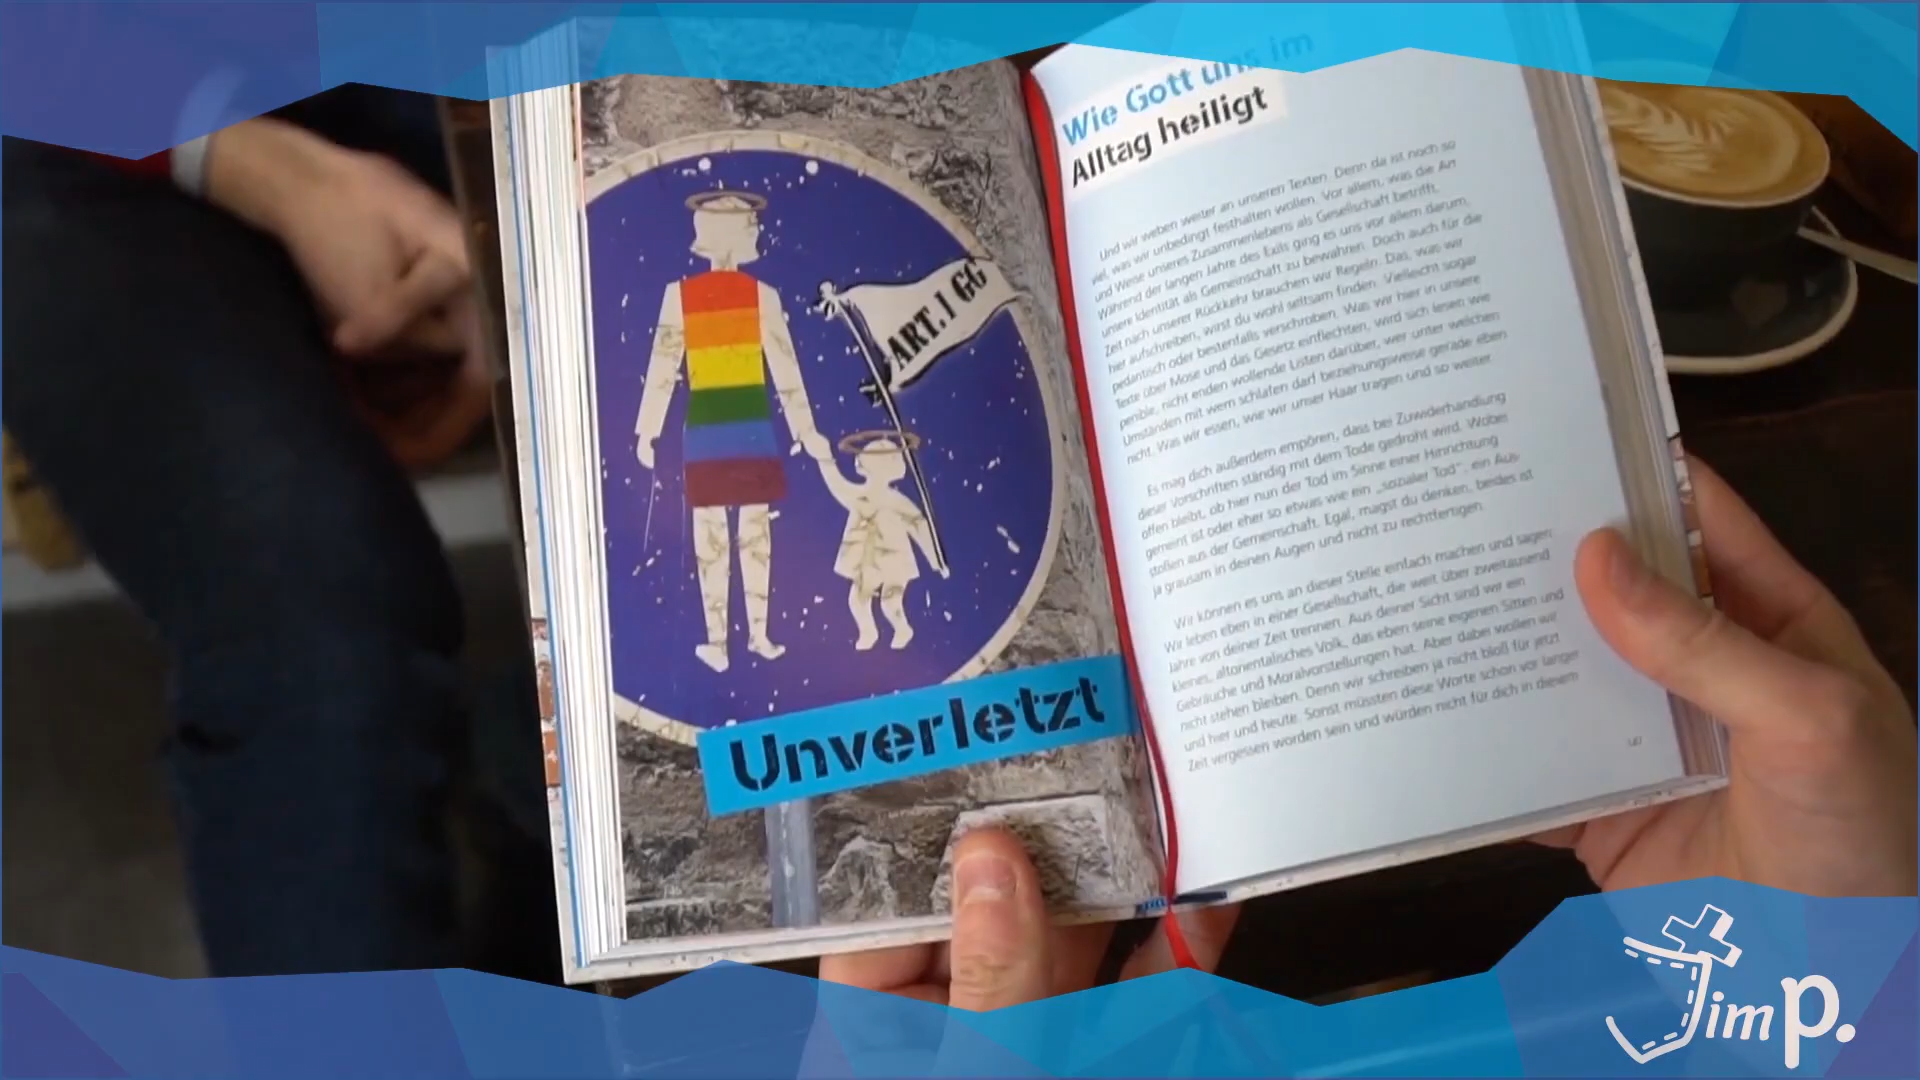 ART. 1 GG
Unverletzt
Wie Gott uns im
Alltag heiligt
Und wir weben weiter an unseren Texten. Denn da ist noch so
viel, was wir unbedingt festhalten wollen. Vor allem, was die Art
und Weise unseres Zusammenlebens als Gesellschaft betrifft.
Während der langen Jahre des Exils ging es uns vor allem darum,
unsere Identität als Gemeinschaft zu bewahren. Doch auch für die
Zeit nach unserer Rückkehr brauchen wir Regeln. Das, was wir
hier aufschreiben, wirst du wohl seltsam finden. Vielleicht sogar
pedantisch oder bestenfalls verschroben. Was wir hier in unsere
Texte über Mose und das Gesetz einflechten, wird sich lesen wie
penible, nicht enden wollende Listen darüber, wer unter welchen
Umständen mit wem schlafen darf beziehungsweise gerade eben
nicht. Was wir essen, wie wir unser Haar tragen und so weiter.
Es mag dich außerdem empören, dass bei Zuwiderhandlung
dieser Vorschriften ständig mit dem Tode gedroht wird. Wobei
offen bleibt, ob hier nun der Tod im Sinne einer Hinrichtung
gemeint ist oder eher so etwas wie ein „sozialer Tod“, ein Aus-
stoßen aus der Gemeinschaft. Egal, magst du denken, beides ist
ja grausam in deinen Augen und nicht zu rechtfertigen.
Wir können es uns an dieser Stelle einfach machen und sagen:
Wir leben eben in einer Gesellschaft, die weit über zweitausend
Jahre von deiner Zeit trennen. Aus deiner Sicht sind wir ein
kleines, altorientalisches Volk, das eben seine eigenen Sitten und
Gebräuche und Moralvorstellungen hat. Aber dabei wollen wir
nicht stehen bleiben. Denn wir schreiben ja nicht bloß für jetzt
und hier und heute. Sonst müssten diese Worte schon vor langer
Zeit vergessen worden sein und würden nicht für dich in diesem
Jimp.